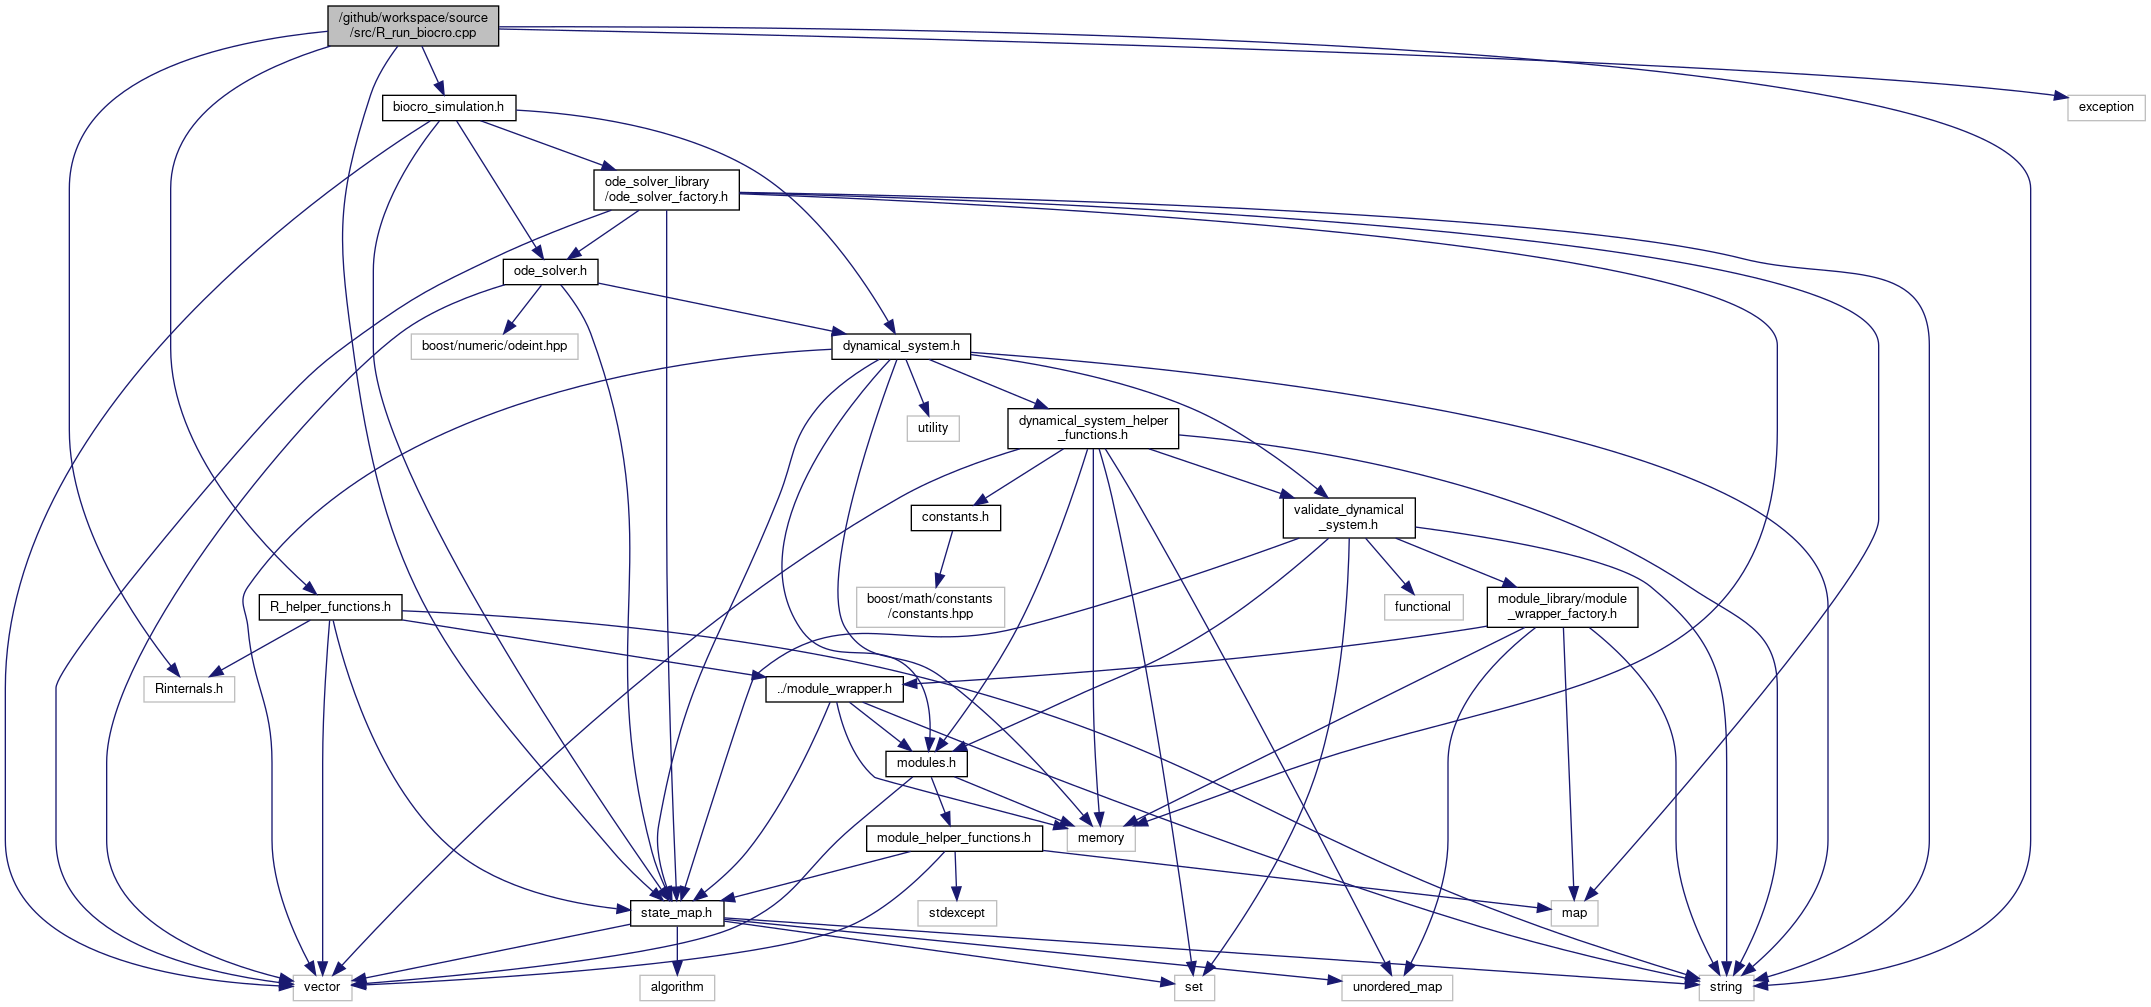 /github/workspace/source
/src/R_run_biocro.cpp
biocro_simulation.h
exception
ode_solver_library
/ode_solver_factory.h
ode_solver.h
boost/numeric/odeint.hpp
dynamical_system.h
utility
dynamical_system_helper
_functions.h
constants.h
validate_dynamical
_system.h
boost/math/constants
/constants.hpp
functional
module_library/module
_wrapper_factory.h
R_helper_functions.h
Rinternals.h
../module_wrapper.h
modules.h
module_helper_functions.h
memory
state_map.h
stdexcept
map
vector
algorithm
set
unordered_map
string